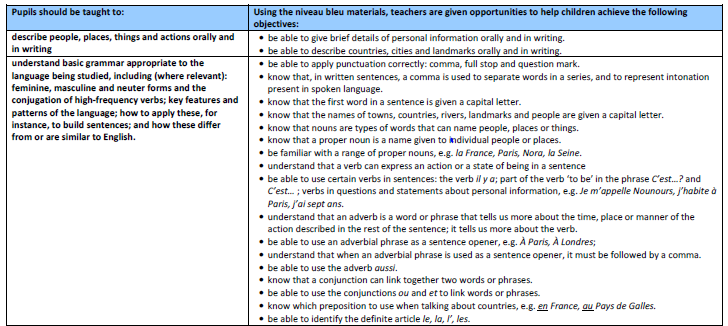 Pupils should be taught to:
Using the niveau bleu materials, teachers are given opportunities to help children achieve the following
objectives:
describe people, places, things and actions orally and
in writing
• be able to give brief details of personal information orally and in writing.
• be able to describe countries, cities and landmarks orally and in writing.
understand basic grammar appropriate to the
language being studied, including (where relevant):
feminine, masculine and neuter forms and the
conjugation of high-frequency verbs; key features and
patterns of the language; how to apply these, for
instance, to build sentences; and how these differ
from or are similar to English.
• be able to apply punctuation correctly: comma, full stop and question mark.
• know that, in written sentences, a comma is used to separate words in a series, and to represent intonation
present in spoken language.
• know that the first word in a sentence is given a capital letter.
• know that the names of towns, countries, rivers, landmarks and people are given a capital letter.
• know that nouns are types of words that can name people, places or things.
• know that a proper noun is a name given to individual people or places.
• be familiar with a range of proper nouns, e.g. la France, Paris, Nora, la Seine.
• understand that a verb can express an action or a state of being in a sentence
• be able to use certain verbs in sentences: the verb il y a; part of the verb 'to be' in the phrase C'est...? and
C'est... ; verbs in questions and statements about personal information, e.g. Je m'appelle Nounours, j'habite à
Paris, j'ai sept ans.
• understand that an adverb is a word or phrase that tells us more about the time, place or manner of the
action described in the rest of the sentence; it tells us more about the verb.
• be able to use an adverbial phrase as a sentence opener, e.g. À Paris, À Londres;
• understand that when an adverbial phrase is used as a sentence opener, it must be followed by a comma.
• be able to use the adverb aussi.
• know that a conjunction can link together two words or phrases.
• be able to use the conjunctions ou and et to link words or phrases.
• know which preposition to use when talking about countries, e.g. en France, au Pays de Galles.
• be able to identify the definite article le, la, l', les.